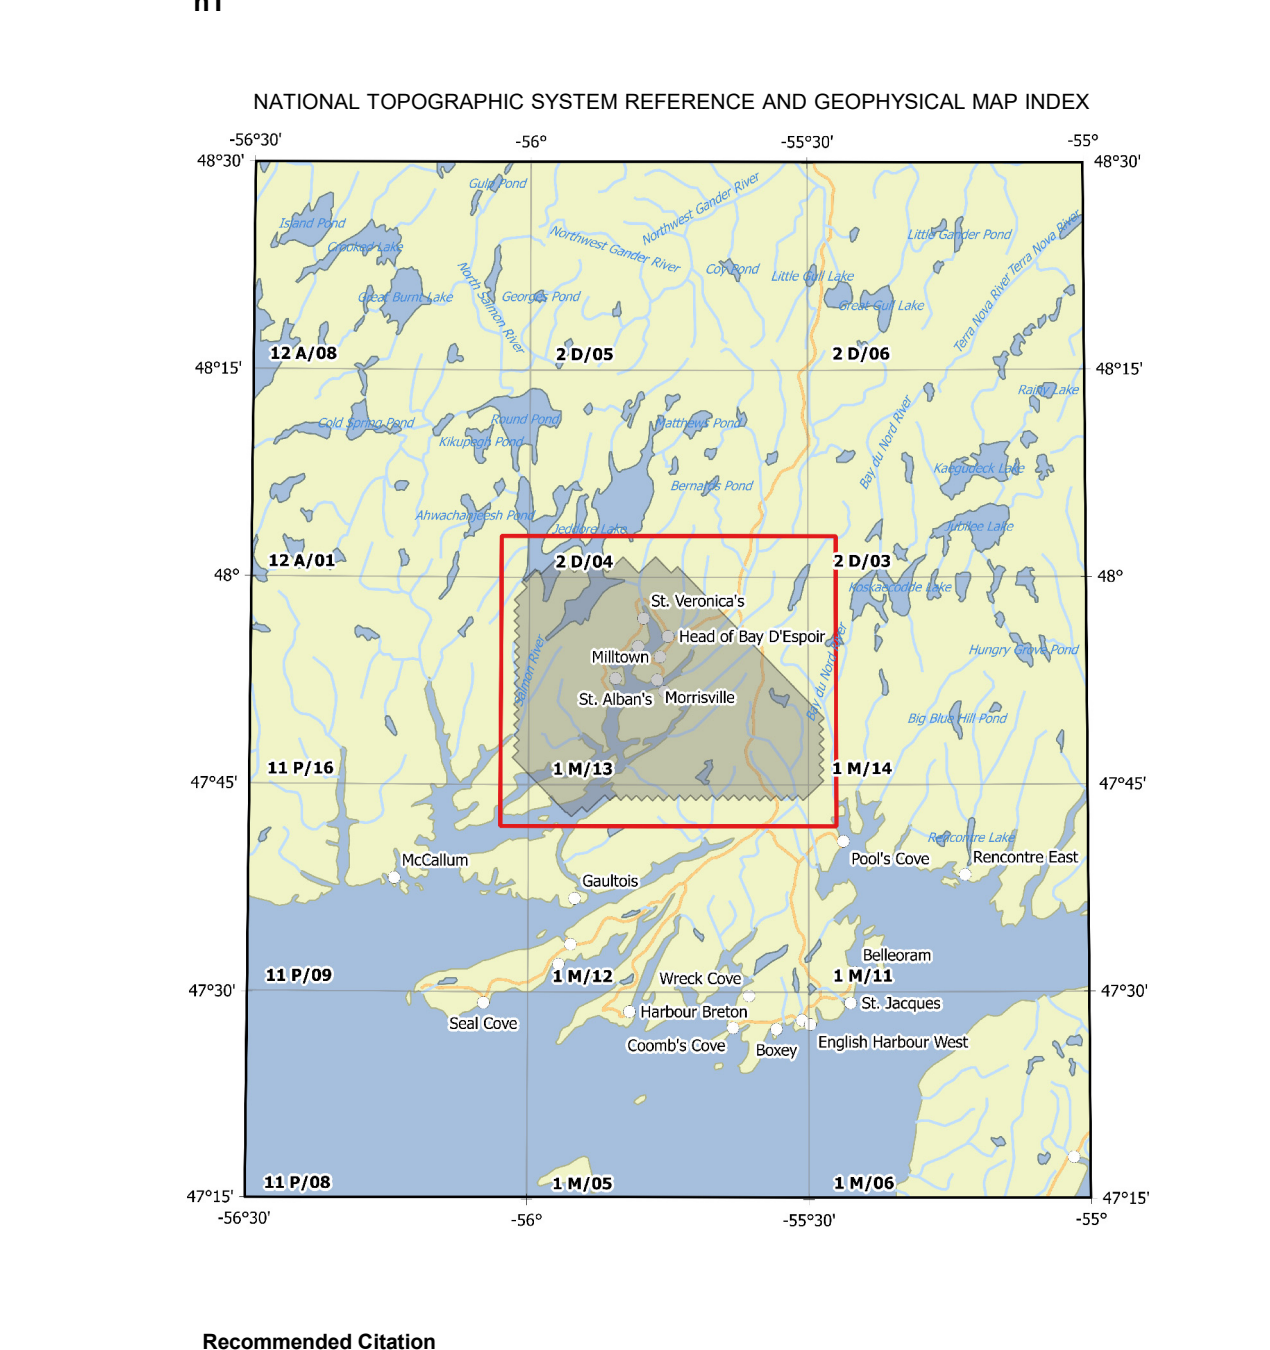 NATIONAL TOPOGRAPHIC SYSTEM REFERENCE AND GEOPHYSICAL MAP INDEX
-56°30' -56° -55°30' -55°
48°30' 48°30'
Gulp Pond
Northwest Gander River
Island Pond
Crooked Lake
Northwest Gander River
Little Gander Pond
Terra Nova River
North Salmon River
Coy Pond
Little Gull Lake
Great Burnt Lake
Georges Pond
Great Gull Lake
Terra Nova River
12 A/08 2 D/05 2 D/06
48°15' 48°15'
Rainy Lake
Cold Spring Pond
Round Pond
Matthews Pond
Kikupegh Pond
Bay du Nord River
Kaegudeck Lake
Bernards Pond
Ahwachanjeesh Pond
Jeddore Lake
Jubilee Lake
12 A/01 2 D/04 2 D/03
48° 48°
Koskaecodde Lake
St. Veronica's
Head of Bay D'Espoir
Milltown
Hungry Grove Pond
Salmon River
Bay du Nord River
St. Alban's Morrisville
Big Blue Hill Pond
11 P/16 1 M/13 1 M/14
47°45' 47°45'
Rencontre Lake
McCallum
Pool's Cove
Rencontre East
Gaultois
Belleoram
11 P/09 1 M/12 1 M/11
Wreck Cove
47°30' 47°30'
St. Jacques
Harbour Breton
Seal Cove
Coomb's Cove
Boxey
English Harbour West
11 P/08 1 M/05 1 M/06
47°15' 47°15'
-56°30' -56° -55°30' -55°
Recommended Citation